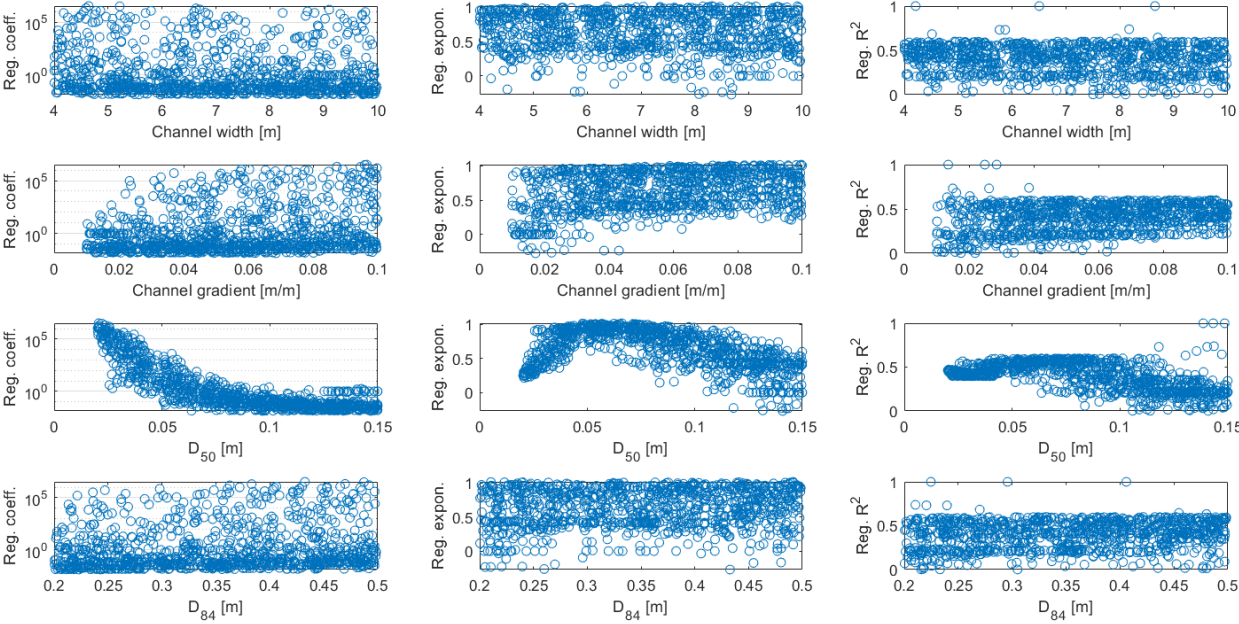 Reg. coeff.
10^5
10^0
4 5 6 7 8 9 10
Channel width [m]
Reg. expon.
1
0.5
0
4 5 6 7 8 9 10
Channel width [m]
Reg. R^2
1
0.5
0
4 5 6 7 8 9 10
Channel width [m]
Reg. coeff.
10^5
10^0
0 0.02 0.04 0.06 0.08 0.1
Channel gradient [m/m]
Reg. expon.
1
0.5
0
0 0.02 0.04 0.06 0.08 0.1
Channel gradient [m/m]
Reg. R^2
1
0.5
0
0 0.02 0.04 0.06 0.08 0.1
Channel gradient [m/m]
Reg. coeff.
10^5
10^0
0 0.05 0.1 0.15
D_50 [m]
Reg. expon.
1
0.5
0
0 0.05 0.1 0.15
D_50 [m]
Reg. R^2
1
0.5
0
0 0.05 0.1 0.15
D_50 [m]
Reg. coeff.
10^5
10^0
0.2 0.25 0.3 0.35 0.4 0.45 0.5
D_84 [m]
Reg. expon.
1
0.5
0
0.2 0.25 0.3 0.35 0.4 0.45 0.5
D_84 [m]
Reg. R^2
1
0.5
0
0.2 0.25 0.3 0.35 0.4 0.45 0.5
D_84 [m]